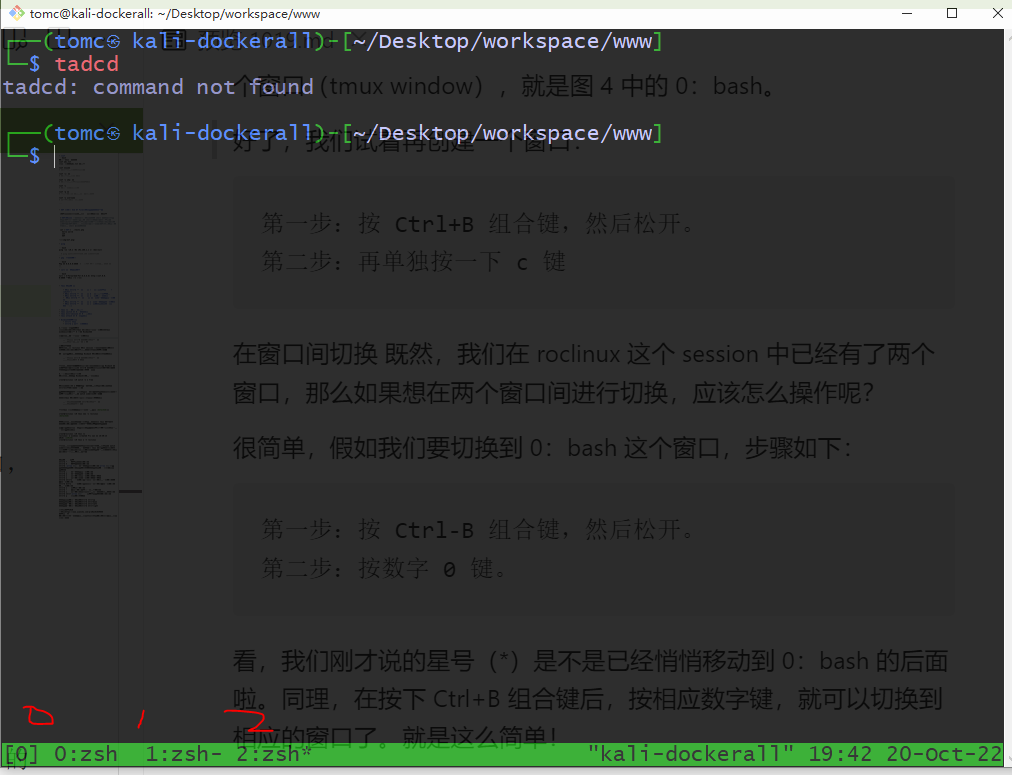 tomc@kali-dockerall: ~/Desktop/workspace/www
┌──(tomc㉿kali-dockerall)-[~/Desktop/workspace/www]
└─$ tadcd
tadcd: command not found
个窗口（tmux window），就是图 4 中的 0：bash。
┌──(tomc㉿kali-dockerall)-[~/Desktop/workspace/www]
好了，我们试着再创建一个窗口：
└─$
第一步：按 Ctrl+B 组合键，然后松开。
第二步：再单独按一下 c 键
在窗口间切换 既然，我们在 roclinux 这个 session 中已经有了两个
窗口，那么如果想在两个窗口间进行切换，应该怎么操作呢？
很简单，假如我们要切换到 0：bash 这个窗口，步骤如下：
第一步：按 Ctrl-B 组合键，然后松开。
第二步：按数字 0 键。
看，我们刚才说的星号（*）是不是已经悄悄移动到 0：bash 的后面
啦。同理，在按下 Ctrl+B 组合键后，按相应数字键，就可以切换到
0 1 2
相应的窗口了。就是这么简单！
[0] 0:zsh 1:zsh- 2:zsh* "kali-dockerall" 19:42 20-Oct-22